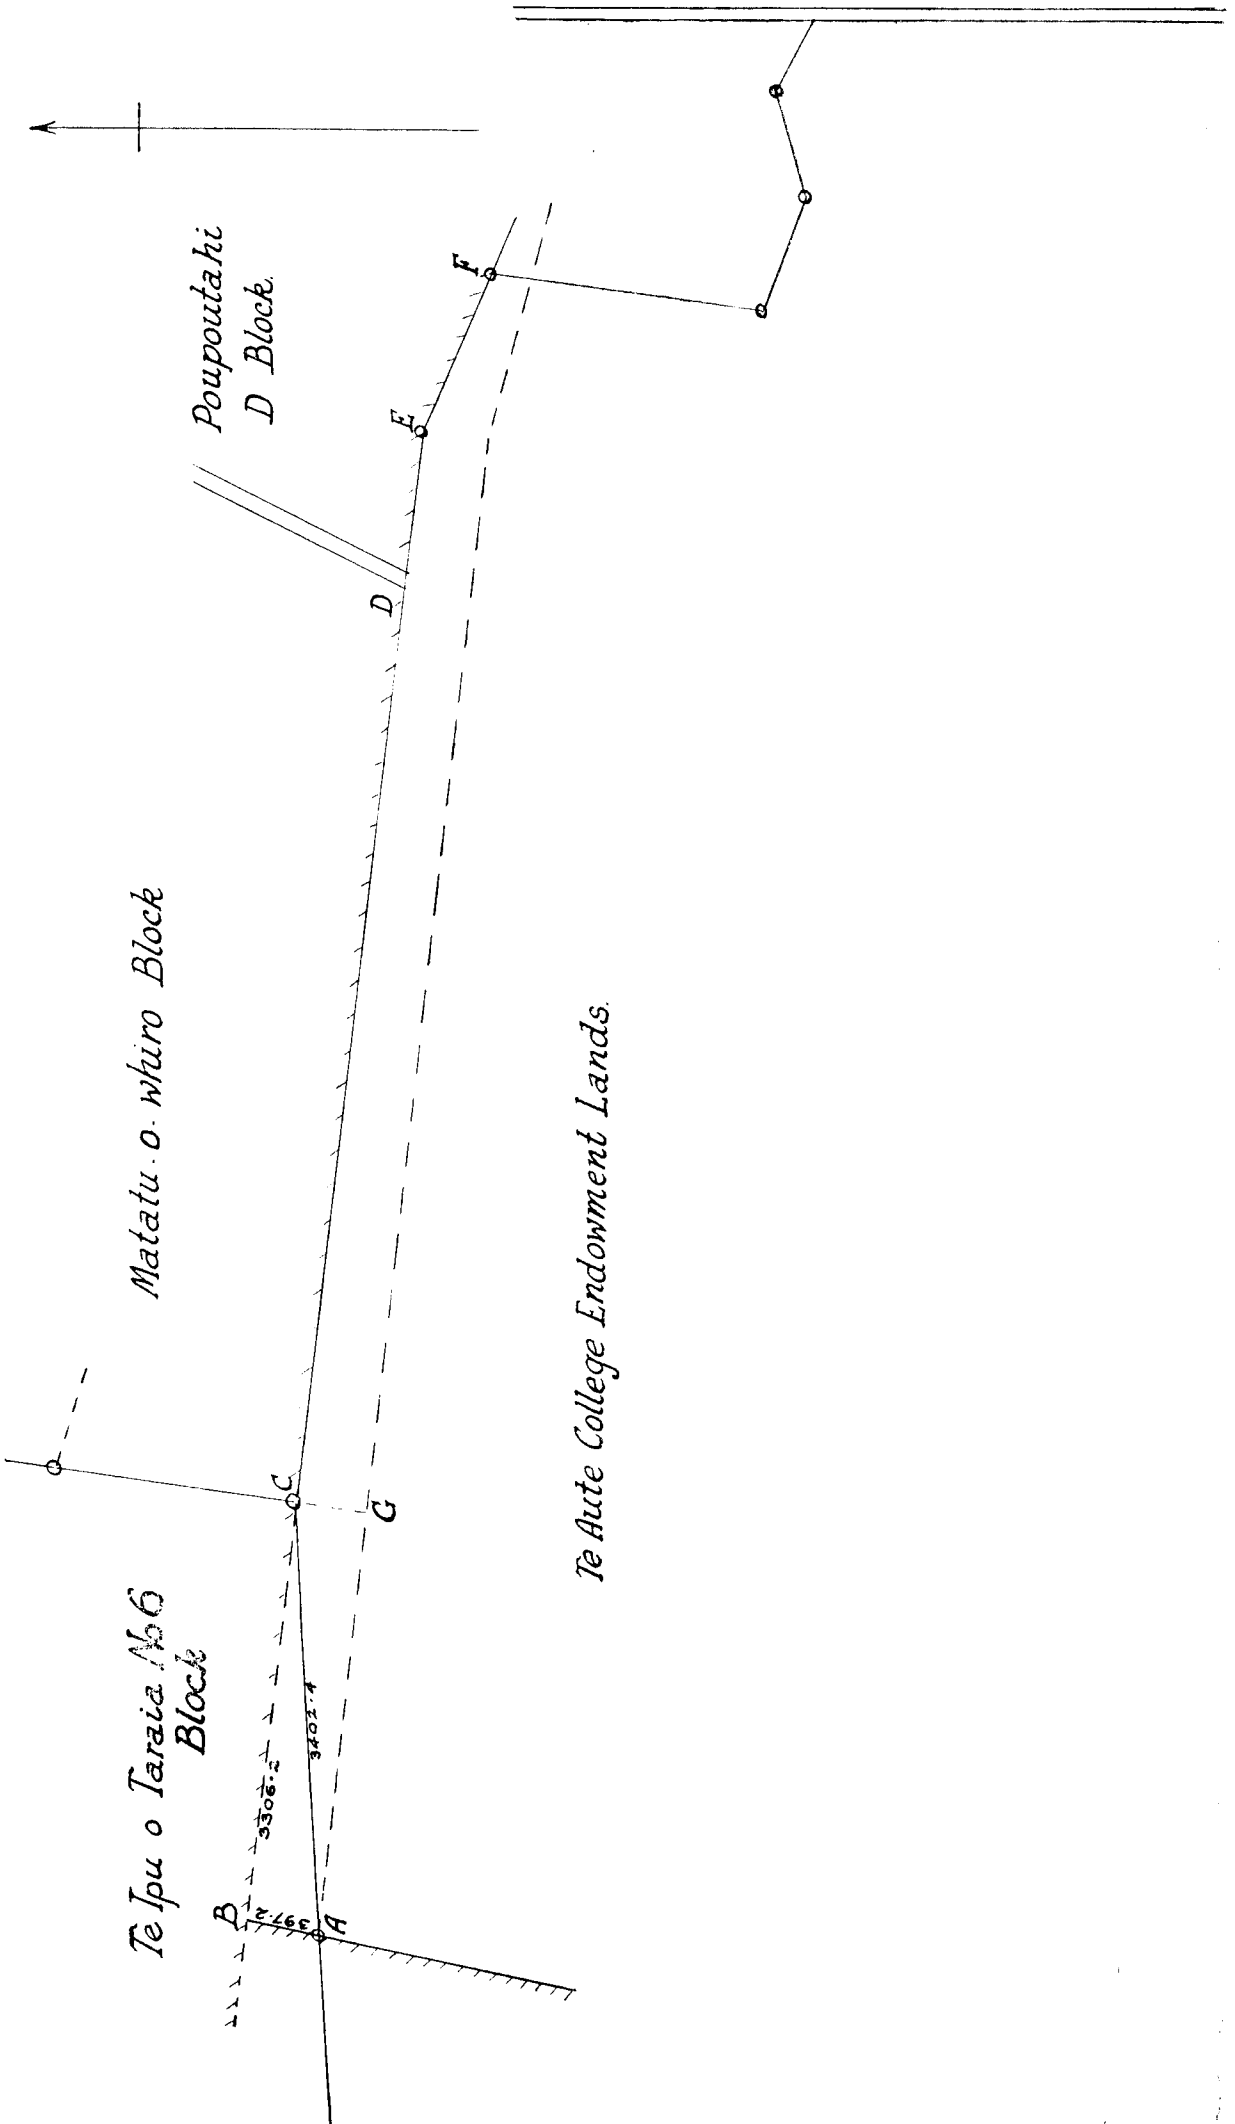 Te Ipu o Taraia No 6
Block
Matatu-o-whiro Block
Poupoutahi
D Block.
B
3306·2
397·2
A
3401·4
C
G
D
E
F
Te Aute College Endowment Lands.